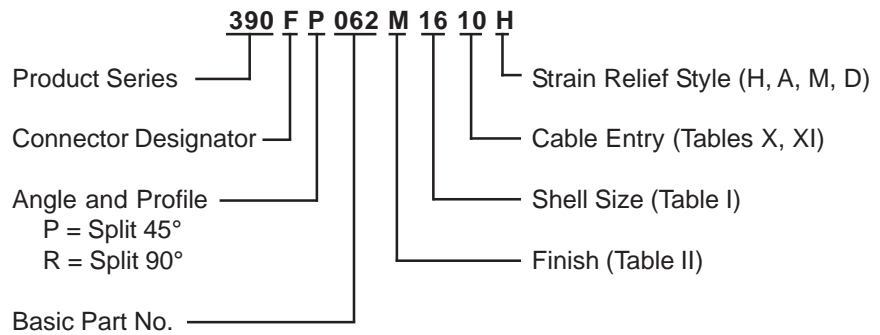 390 F P 062 M 16 10 H
Product Series
Connector Designator
Angle and Profile
P = Split 45°
R = Split 90°
Basic Part No.
Strain Relief Style (H, A, M, D)
Cable Entry (Tables X, XI)
Shell Size (Table I)
Finish (Table II)